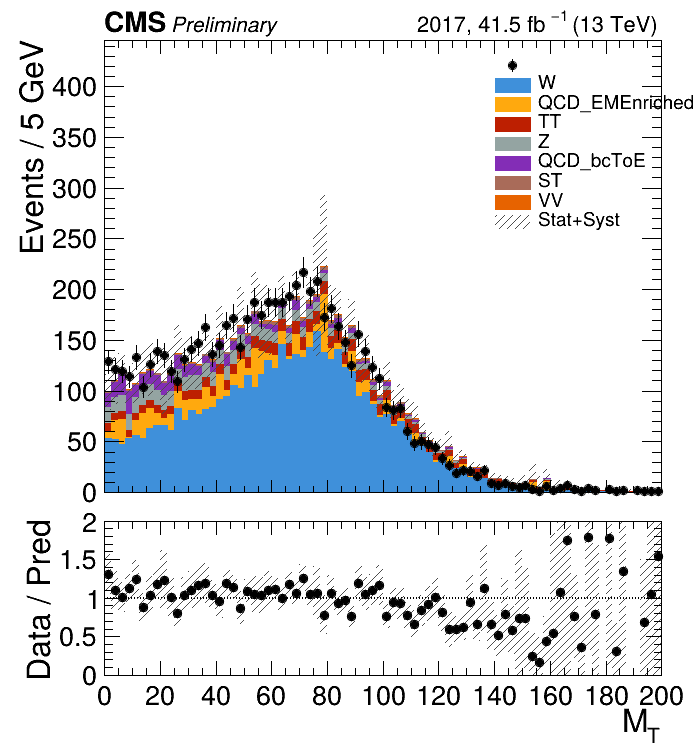 CMS Preliminary 2017, 41.5 fb⁻¹ (13 TeV)
Events / 5 GeV
400
350
300
250
200
150
100
50
0
W
QCD_EMEnriched
TT
Z
QCD_bcToE
ST
VV
Stat+Syst
Data / Pred
2
1.5
1
0.5
0
0 20 40 60 80 100 120 140 160 180 200
M_T